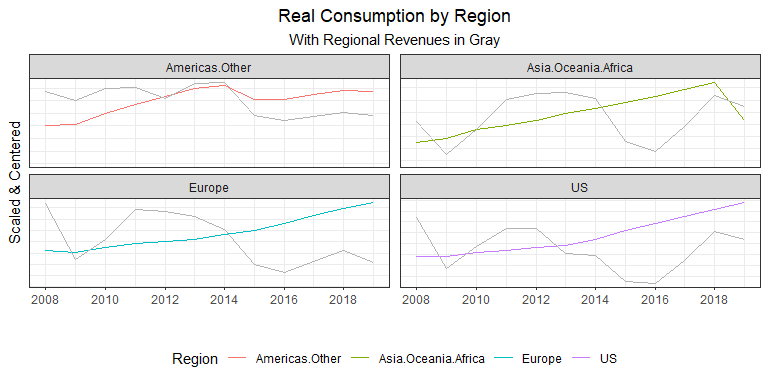 Real Consumption by Region
With Regional Revenues in Gray
Americas.Other
Asia.Oceania.Africa
Scaled & Centered
Europe
US
2008 2010 2012 2014 2016 2018
2008 2010 2012 2014 2016 2018
Region Americas.Other Asia.Oceania.Africa Europe US